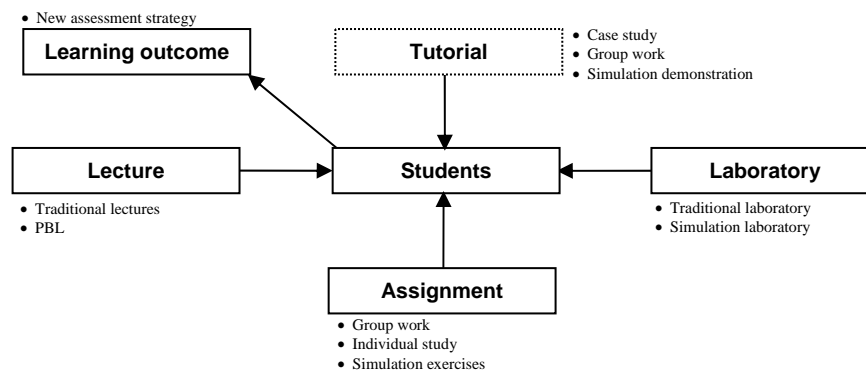 • New assessment strategy
Learning outcome
Tutorial
• Case study
• Group work
• Simulation demonstration
Lecture
Students
Laboratory
• Traditional lectures
• PBL
• Traditional laboratory
• Simulation laboratory
Assignment
• Group work
• Individual study
• Simulation exercises